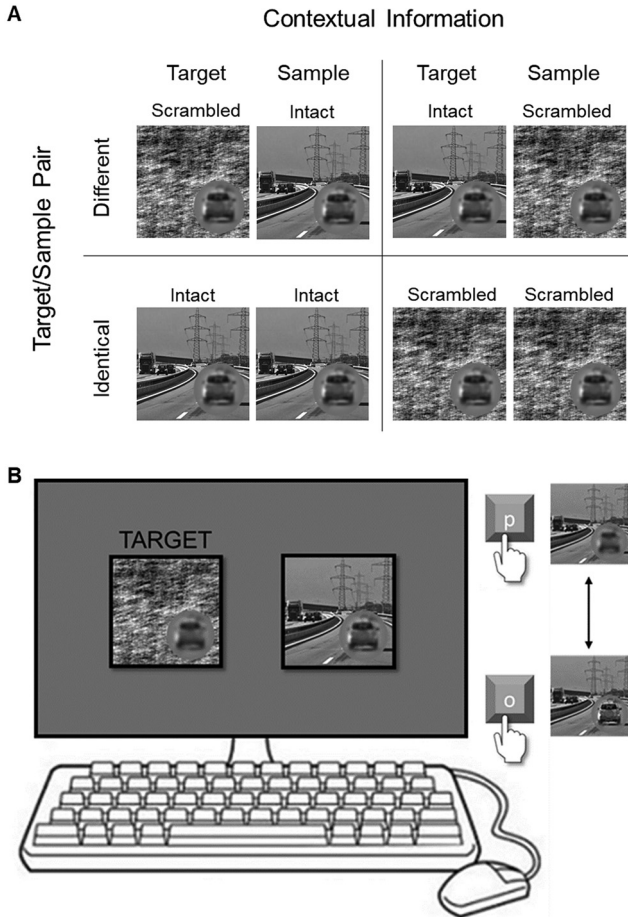 A
Contextual Information
Target Sample Target Sample
Scrambled Intact Intact Scrambled
Target/Sample Pair
Different
Intact Intact Scrambled Scrambled
Identical
B
TARGET
p
o